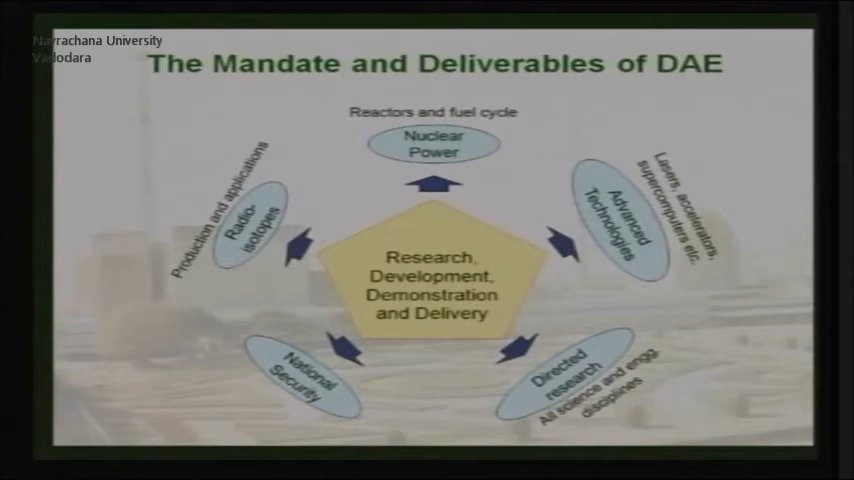 Navrachana University
Vadodara
The Mandate and Deliverables of DAE
Reactors and fuel cycle
Nuclear
Power
Production and applications
Radio-
isotopes
Lasers, accelerators,
supercomputers etc.
Advanced
Technologies
Research,
Development,
Demonstration
and Delivery
National
Security
Directed
research
All science and engg.
disciplines